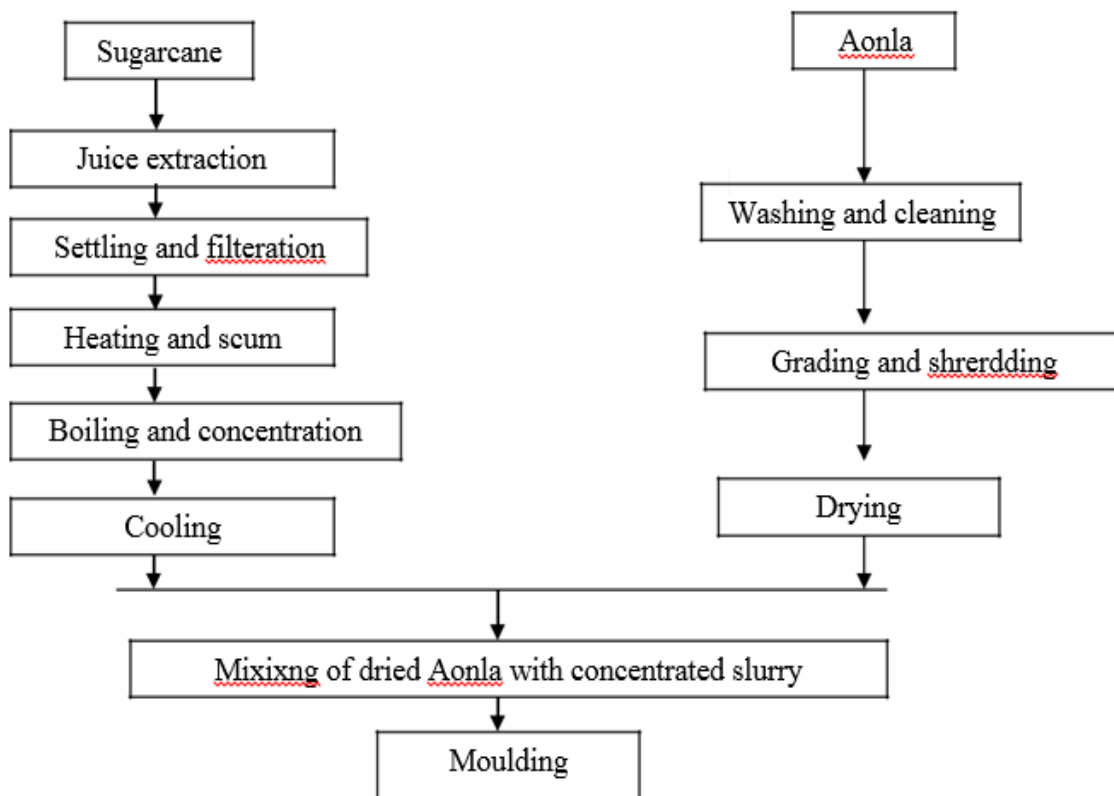 Sugarcane
Juice extraction
Settling and filteration
Heating and scum
Boiling and concentration
Cooling
Aonla
Washing and cleaning
Grading and shrerdding
Drying
Mixixng of dried Aonla with concentrated slurry
Moulding